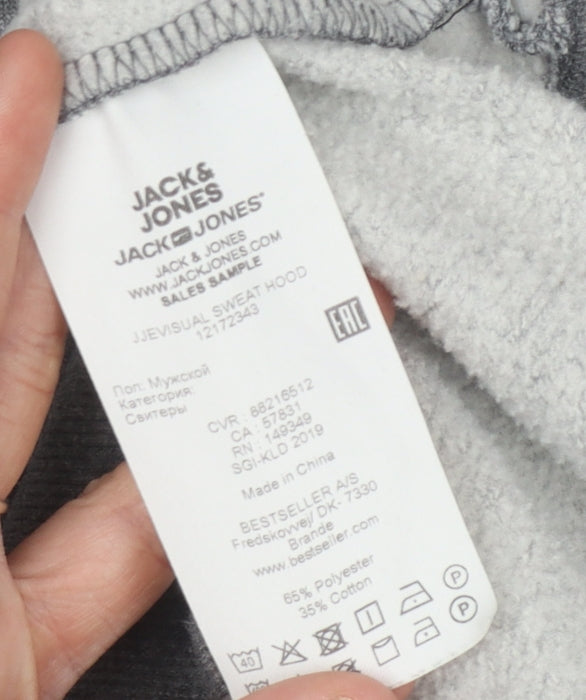 JACK&
JONES
JACK JONES®
JACK & JONES
WWW.JACKJONES.COM
SALES SAMPLE
JJEVISUAL SWEAT HOOD
12172343
EAC
Пол: Мужской
Категория:
Свитеры
CVR : 88216512
CA : 57831
RN : 149349
SGI-KLD 2019
Made in China
BESTSELLER A/S
Fredskovvej/ DK- 7330
Brande
www.bestseller.com
65% Polyester
35% Cotton
40 P
P